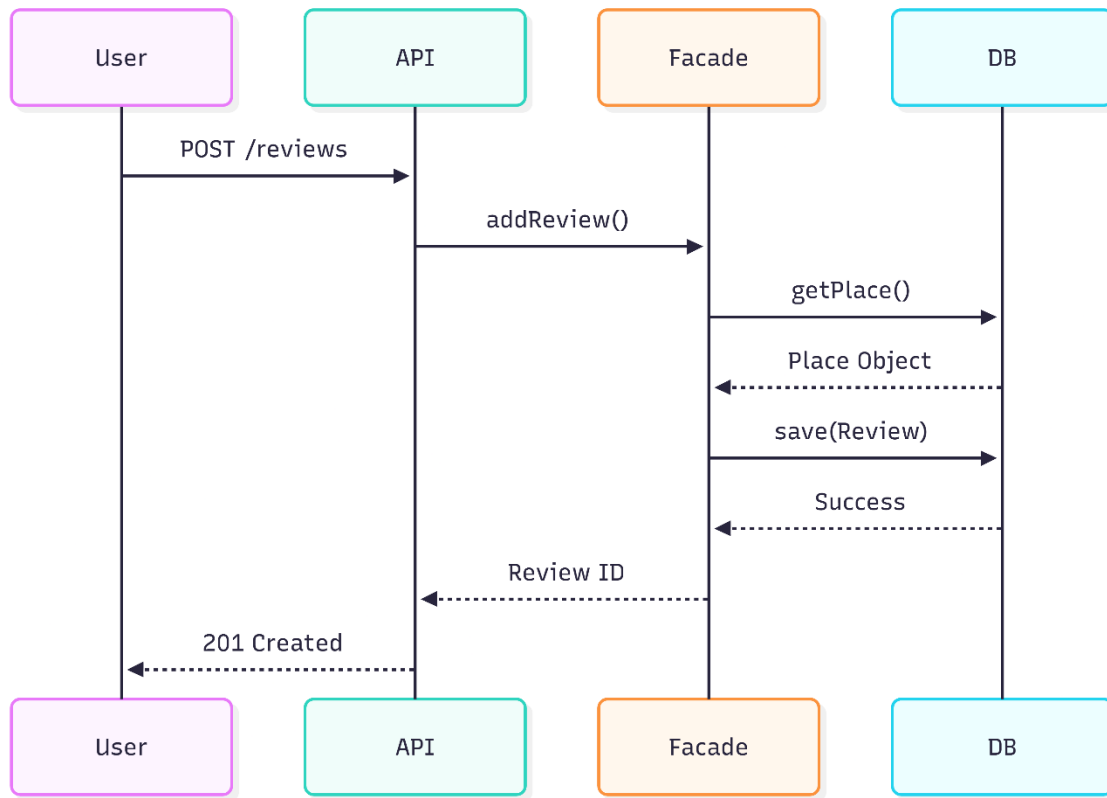 User
API
Facade
DB
POST /reviews
addReview()
getPlace()
Place Object
save(Review)
Success
Review ID
201 Created
User
API
Facade
DB